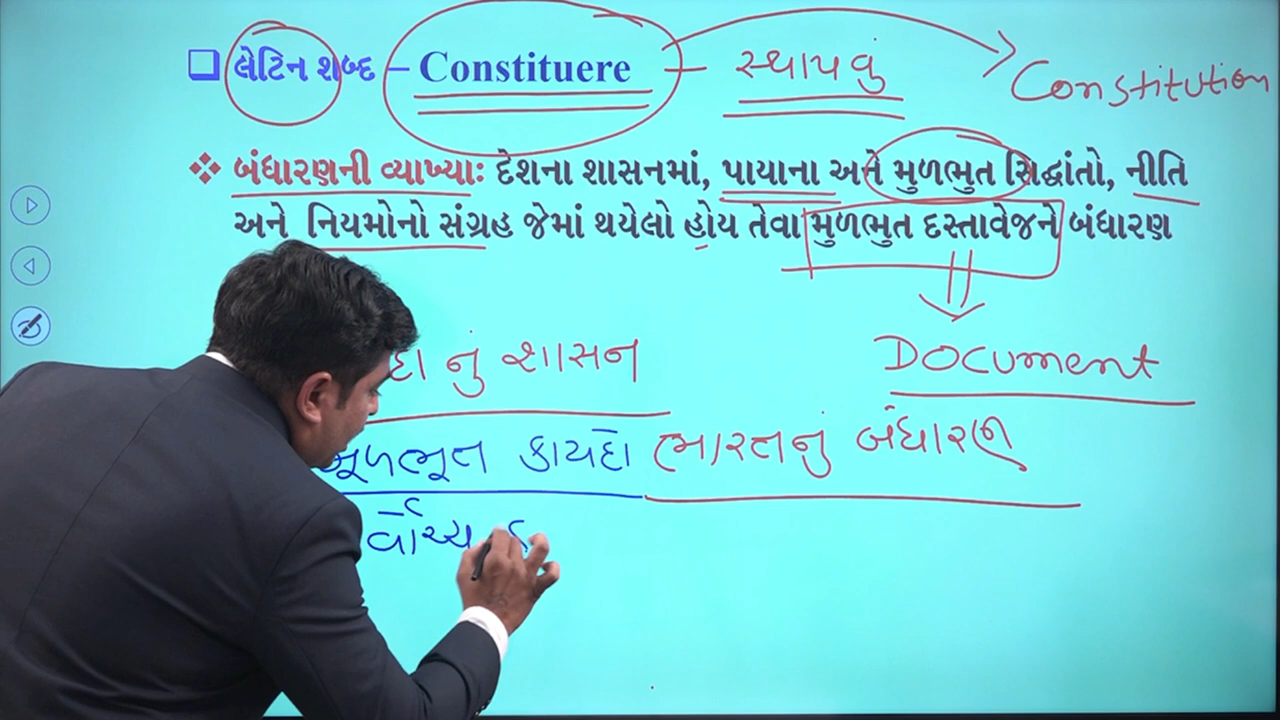 લેટિન શબ્દ – Constituere – સ્થાપવું Constitution
બંધારણની વ્યાખ્યાઃ દેશના શાસનમાં, પાયાના અને મુળભુત સિદ્ધાંતો, નીતિ
અને નિયમોનો સંગ્રહ જેમાં થયેલો હોય તેવા મુળભુત દસ્તાવેજને બંધારણ
નું શાસન
Document
મૂળભૂત કાયદો ભારતનું બંધારણ